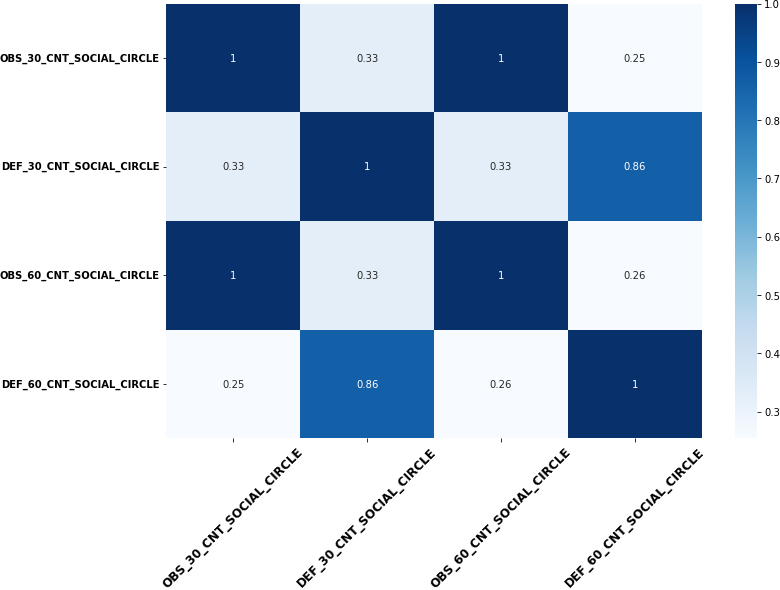 OBS_30_CNT_SOCIAL_CIRCLE 1 0.33 1 0.25
DEF_30_CNT_SOCIAL_CIRCLE 0.33 1 0.33 0.86
OBS_60_CNT_SOCIAL_CIRCLE 1 0.33 1 0.26
DEF_60_CNT_SOCIAL_CIRCLE 0.25 0.86 0.26 1
OBS_30_CNT_SOCIAL_CIRCLE
DEF_30_CNT_SOCIAL_CIRCLE
OBS_60_CNT_SOCIAL_CIRCLE
DEF_60_CNT_SOCIAL_CIRCLE
1.0
0.9
0.8
0.7
0.6
0.5
0.4
0.3